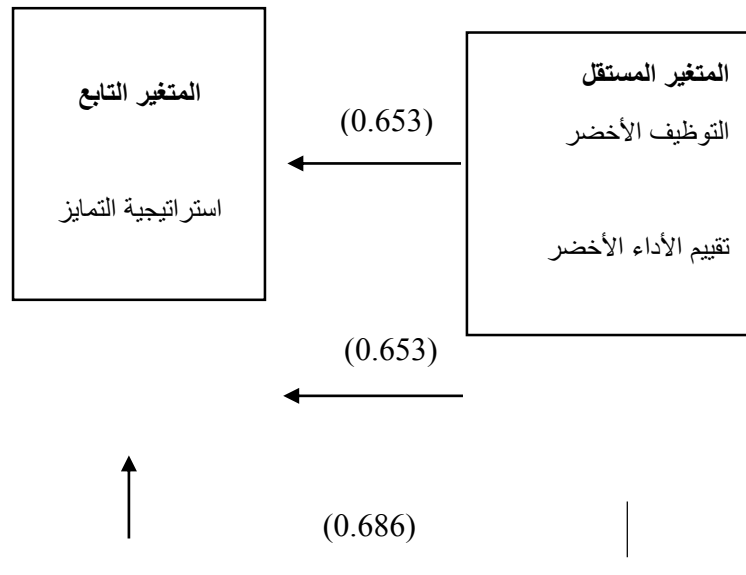 المتغير المستقل
التوظيف الأخضر
تقييم الأداء الأخضر
(0.653)
المتغير التابع
استراتيجية التمايز
(0.653)
(0.686)